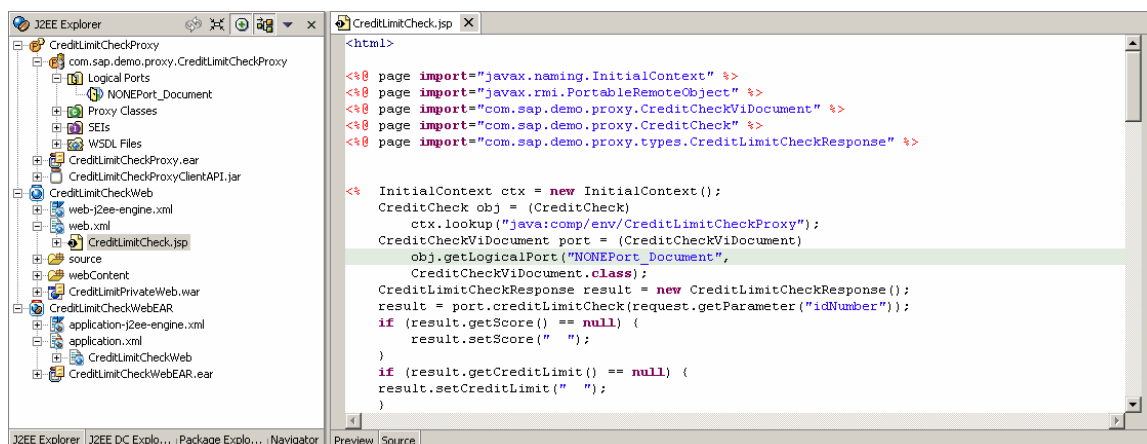 J2EE Explorer
CreditLimitCheckProxy
com.sap.demo.proxy.CreditLimitCheckProxy
Logical Ports
NONEPort_Document
Proxy Classes
SEIs
WSDL Files
CreditLimitCheckProxy.ear
CreditLimitCheckProxyClientAPI.jar
CreditLimitCheckWeb
web-j2ee-engine.xml
web.xml
CreditLimitCheck.jsp
source
webContent
CreditLimitPrivateWeb.war
CreditLimitCheckWebEAR
application-j2ee-engine.xml
application.xml
CreditLimitCheckWeb
CreditLimitCheckWebEAR.ear
J2EE Explorer J2EE DC Explo... Package Explo... Navigator
CreditLimitCheck.jsp
<html>
<%@ page import="javax.naming.InitialContext" %>
<%@ page import="javax.rmi.PortableRemoteObject" %>
<%@ page import="com.sap.demo.proxy.CreditCheckViDocument" %>
<%@ page import="com.sap.demo.proxy.CreditCheck" %>
<%@ page import="com.sap.demo.proxy.types.CreditLimitCheckResponse" %>
<% InitialContext ctx = new InitialContext();
CreditCheck obj = (CreditCheck)
ctx.lookup("java:comp/env/CreditLimitCheckProxy");
CreditCheckViDocument port = (CreditCheckViDocument)
obj.getLogicalPort("NONEPort_Document",
CreditCheckViDocument.class);
CreditLimitCheckResponse result = new CreditLimitCheckResponse();
result = port.creditLimitCheck(request.getParameter("idNumber"));
if (result.getScore() == null) {
result.setScore("  ");
}
if (result.getCreditLimit() == null) {
result.setCreditLimit("  ");
}
Preview Source